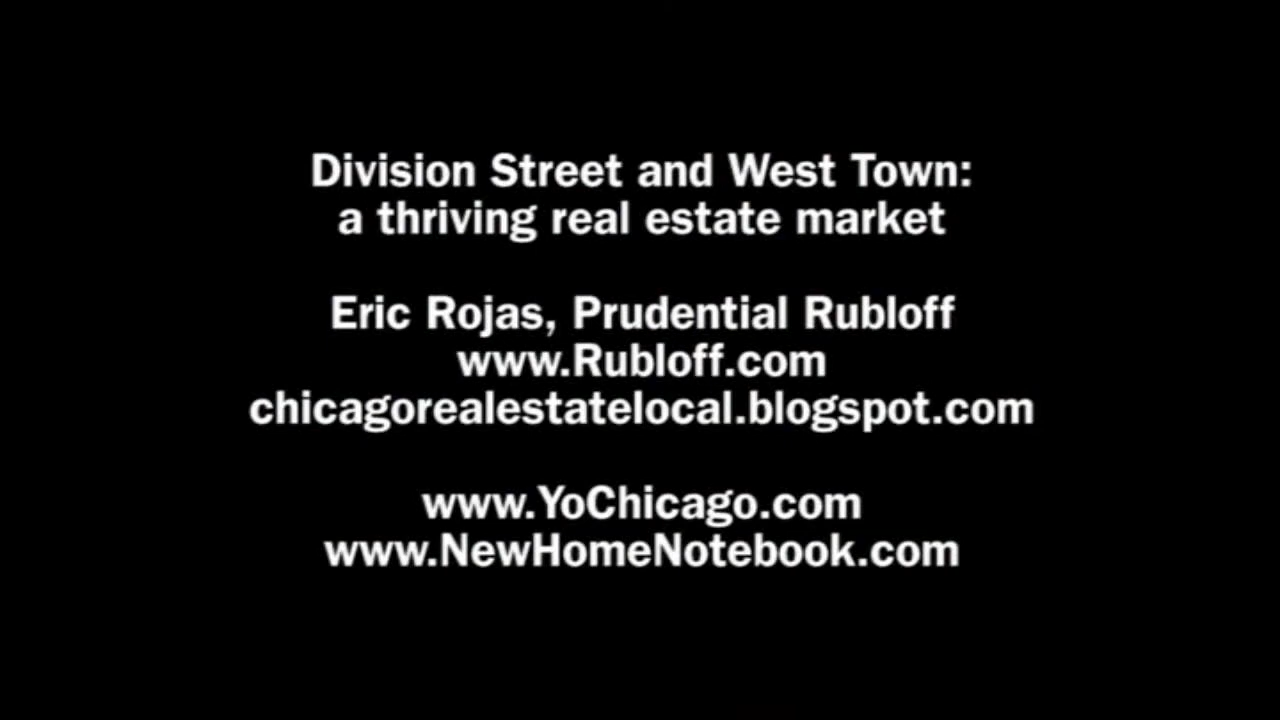 Division Street and West Town:
a thriving real estate market
Eric Rojas, Prudential Rubloff
www.Rubloff.com
chicagorealestatelocal.blogspot.com
www.YoChicago.com
www.NewHomeNotebook.com